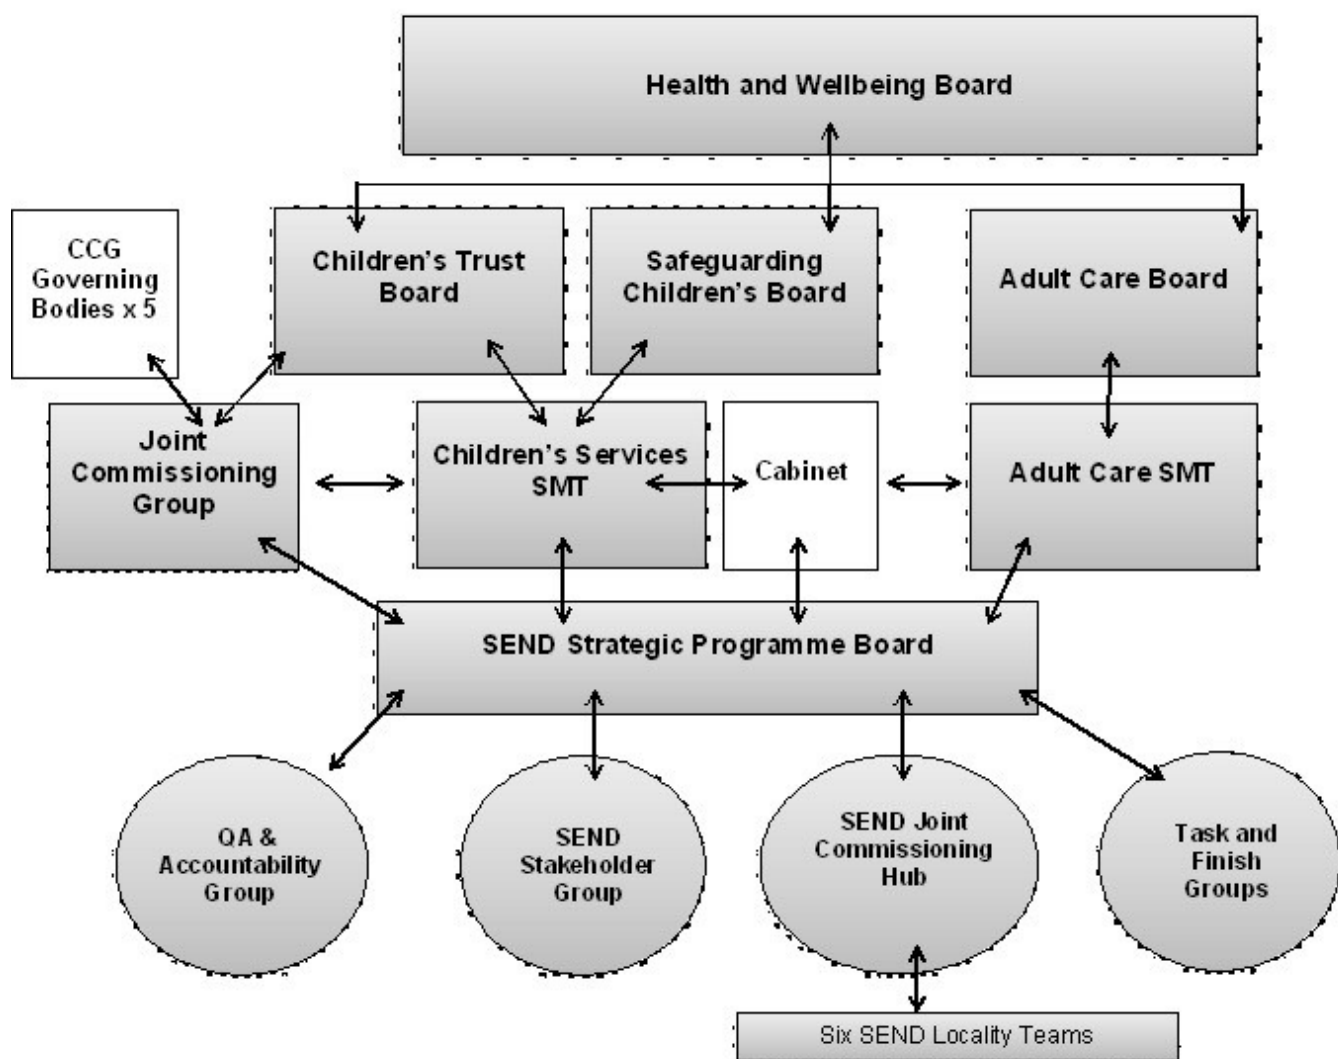 Health and Wellbeing Board
CCG
Governing
Bodies x 5
Children's Trust
Board
Safeguarding
Children's Board
Adult Care Board
Joint
Commissioning
Group
Children's Services
SMT
Cabinet
Adult Care SMT
SEND Strategic Programme Board
QA &
Accountability
Group
SEND
Stakeholder
Group
SEND Joint
Commissioning
Hub
Task and
Finish
Groups
Six SEND Locality Teams